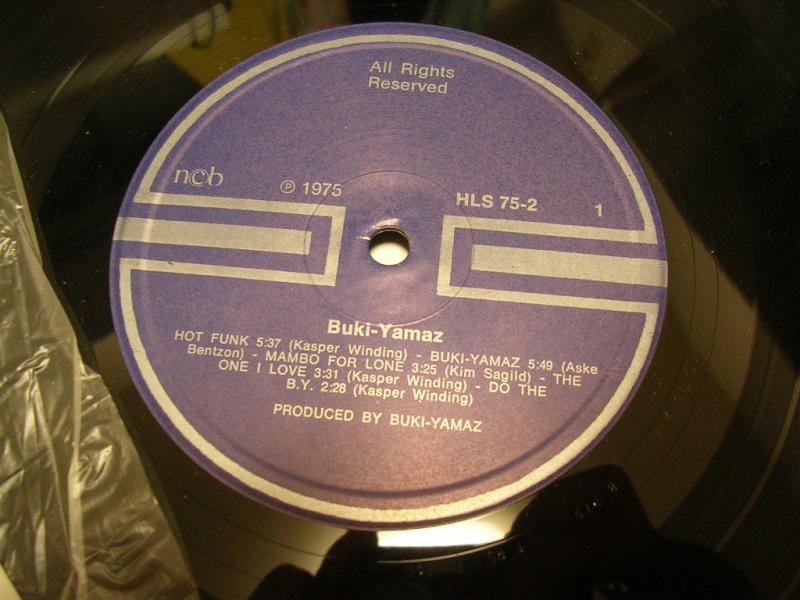 All Rights
Reserved
n©b
℗ 1975
HLS 75-2
1
Buki-Yamaz
HOT FUNK 5:37 (Kasper Winding) - BUKI-YAMAZ 5:49 (Aske
Bentzon) - MAMBO FOR LONE 3:25 (Kim Sagild) - THE
ONE I LOVE 3:31 (Kasper Winding) - DO THE
B.Y. 2:28 (Kasper Winding)
PRODUCED BY BUKI-YAMAZ